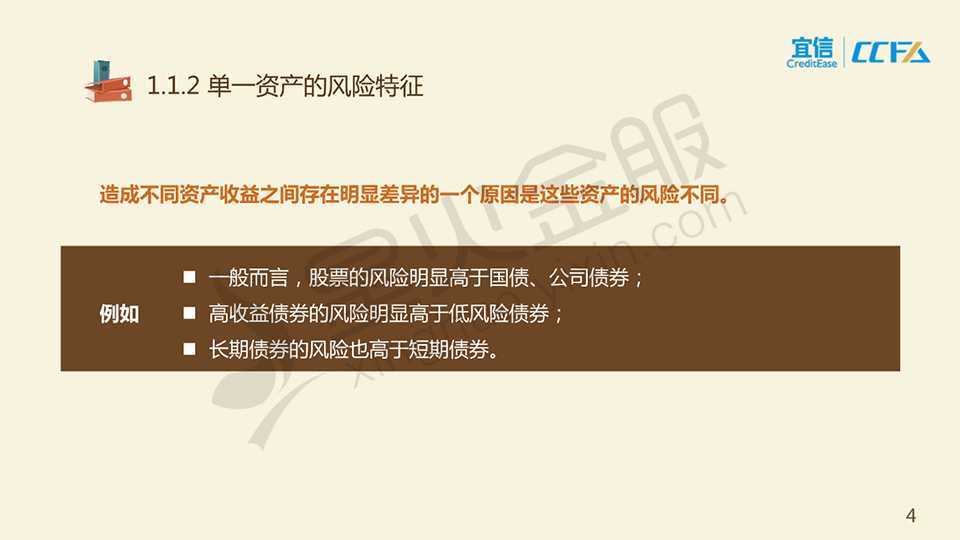 宜信
CreditEase
CCFA
1.1.2 单一资产的风险特征
造成不同资产收益之间存在明显差异的一个原因是这些资产的风险不同。
例如
■ 一般而言，股票的风险明显高于国债、公司债券；
■ 高收益债券的风险明显高于低风险债券；
■ 长期债券的风险也高于短期债券。
星火金服
4